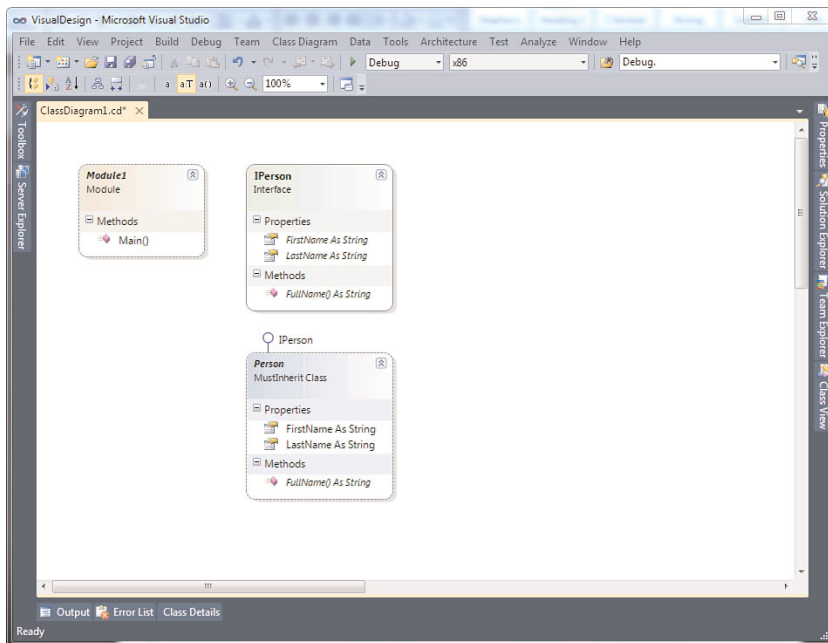 VisualDesign - Microsoft Visual Studio
File Edit View Project Build Debug Team Class Diagram Data Tools Architecture Test Analyze Window Help
Debug x86 Debug.
a a:T a() 100%
ClassDiagram1.cd* ×
Toolbox
Server Explorer
Module1
Module
Methods
Main()
IPerson
Interface
Properties
FirstName As String
LastName As String
Methods
FullName() As String
IPerson
Person
MustInherit Class
Properties
FirstName As String
LastName As String
Methods
FullName() As String
Properties
Solution Explorer
Team Explorer
Class View
Output Error List Class Details
Ready